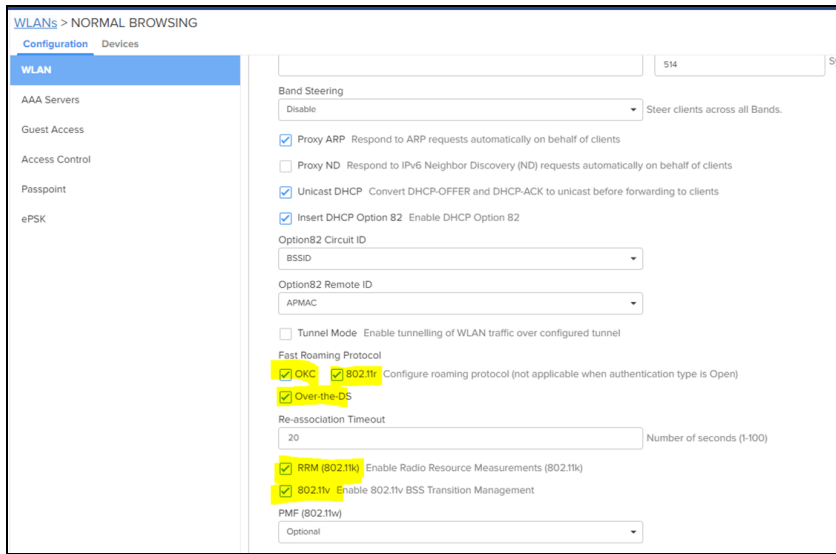 WLANs > NORMAL BROWSING
Configuration Devices
WLAN
AAA Servers
Guest Access
Access Control
Passpoint
ePSK
514
Band Steering
Disable
Steer clients across all Bands.
Proxy ARP Respond to ARP requests automatically on behalf of clients
Proxy ND Respond to IPv6 Neighbor Discovery (ND) requests automatically on behalf of clients
Unicast DHCP Convert DHCP-OFFER and DHCP-ACK to unicast before forwarding to clients
Insert DHCP Option 82 Enable DHCP Option 82
Option82 Circuit ID
BSSID
Option82 Remote ID
APMAC
Tunnel Mode Enable tunnelling of WLAN traffic over configured tunnel
Fast Roaming Protocol
OKC 802.11r Configure roaming protocol (not applicable when authentication type is Open)
Over-the-DS
Re-association Timeout
20 Number of seconds (1-100)
RRM (802.11k) Enable Radio Resource Measurements (802.11k)
802.11v Enable 802.11v BSS Transition Management
PMF (802.11w)
Optional